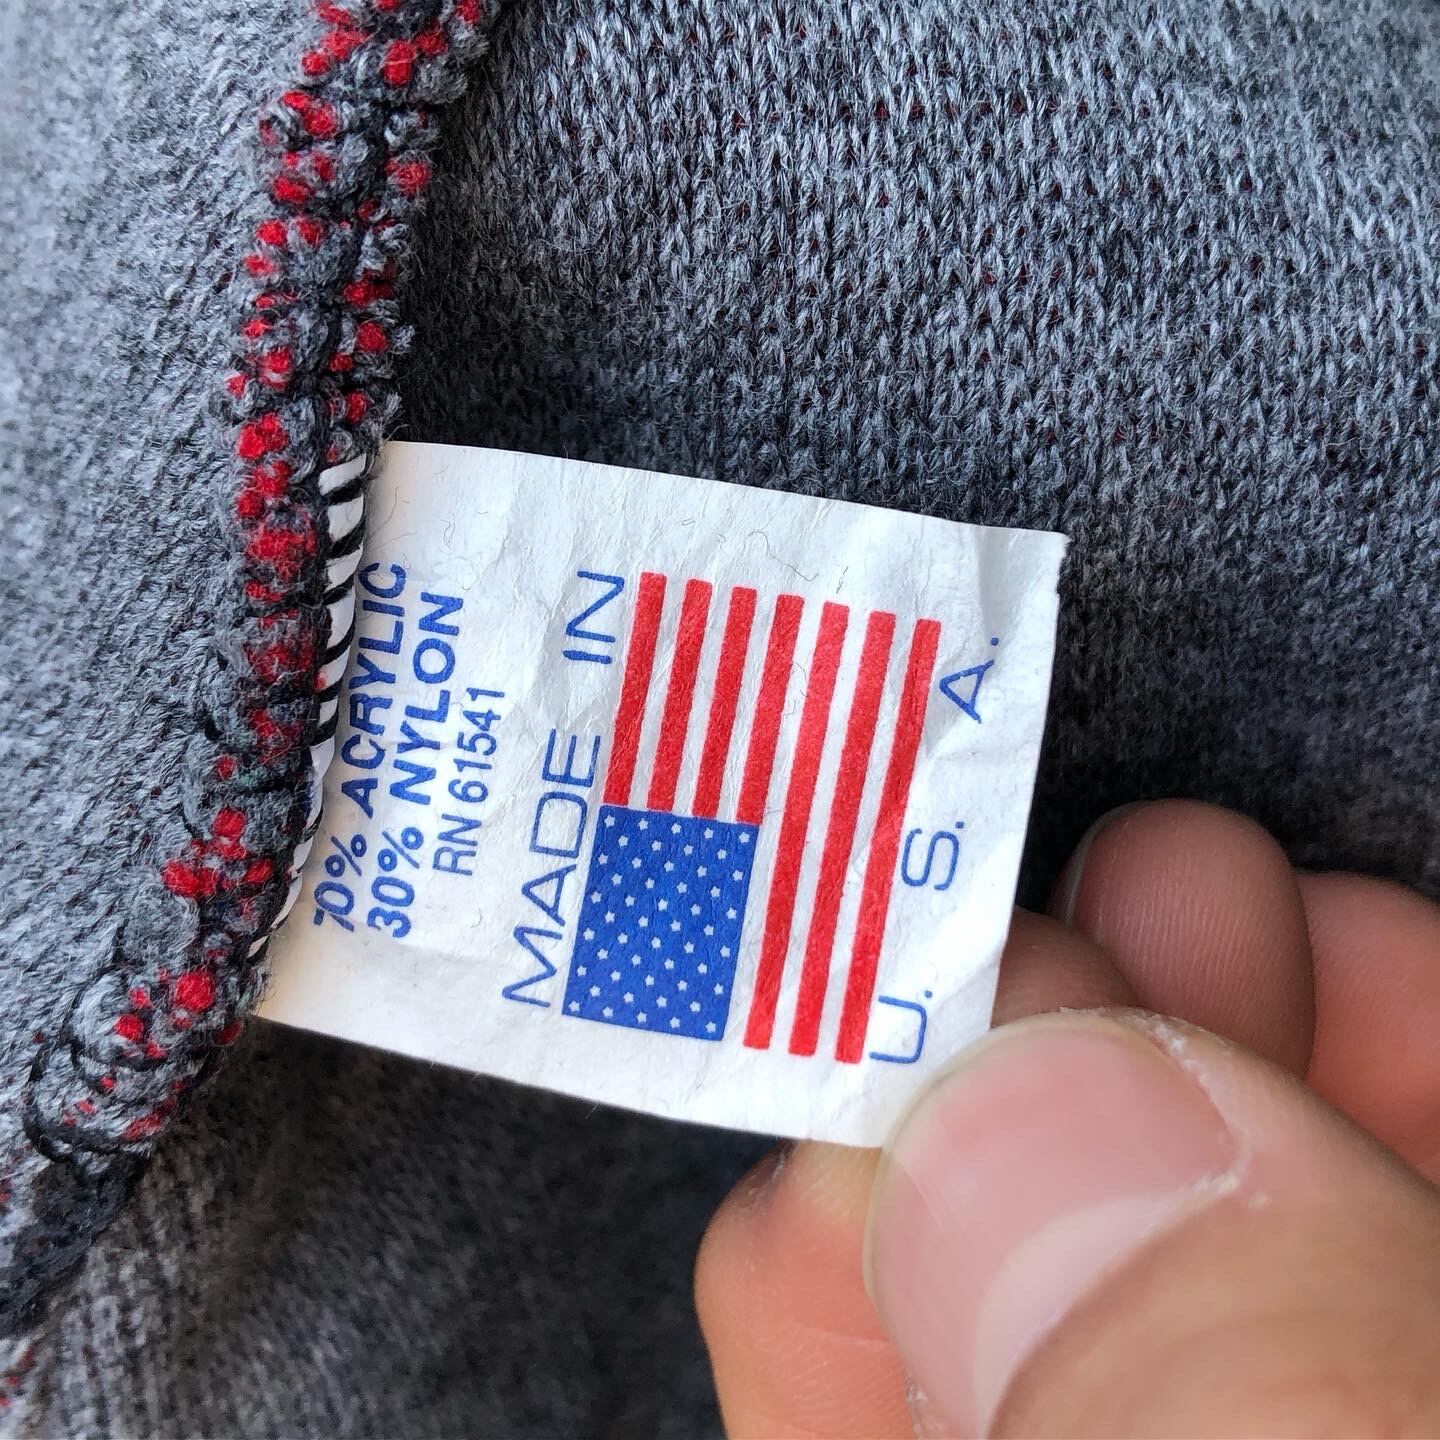 70% ACRYLIC
30% NYLON
RN 61541
MADE IN
U. S. A.